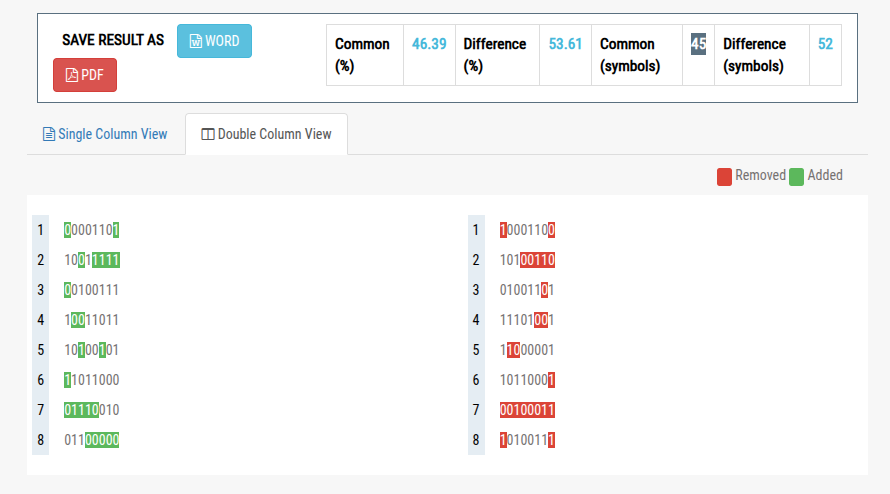 SAVE RESULT AS WORD
PDF
Common (%) 46.39 Difference (%) 53.61 Common (symbols) 45 Difference (symbols) 52
Single Column View Double Column View
Removed Added
1 00001101 1 10001100
2 10011111 2 10100110
3 00100111 3 01001101
4 10011011 4 11101001
5 10100101 5 11000001
6 11011000 6 10110001
7 01110010 7 00100011
8 01100000 8 10100111